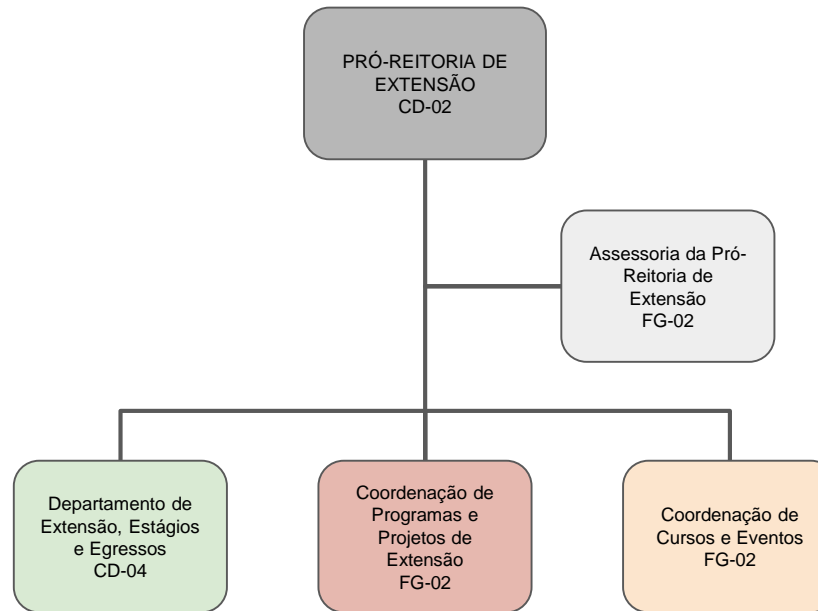 PRÓ-REITORIA DE
EXTENSÃO
CD-02
Assessoria da Pró-
Reitoria de
Extensão
FG-02
Departamento de
Extensão, Estágios
e Egressos
CD-04
Coordenação de
Programas e
Projetos de
Extensão
FG-02
Coordenação de
Cursos e Eventos
FG-02